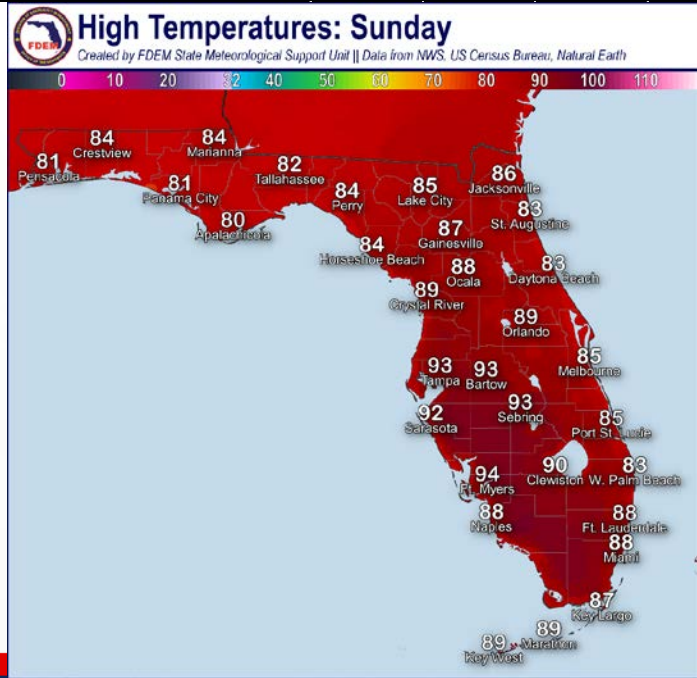 FDEM
High Temperatures: Sunday
Created by FDEM State Meteorological Support Unit || Data from NWS, US Census Bureau, Natural Earth
0 10 20 32 40 50 60 70 80 90 100 110
84
Crestview
84
Marianna
81
Pensacola
82
Tallahassee
81
Panama City
84
Perry
85
Lake City
86
Jacksonville
80
Apalachicola
83
St. Augustine
87
Gainesville
84
Horseshoe Beach
88
Ocala
83
Daytona Beach
89
Crystal River
89
Orlando
85
Melbourne
93
Tampa
93
Bartow
93
Sebring
92
Sarasota
85
Port St. Lucie
94
Ft. Myers
90
Clewiston
83
W. Palm Beach
88
Naples
88
Ft. Lauderdale
88
Miami
87
Key Largo
89
Marathon
89
Key West